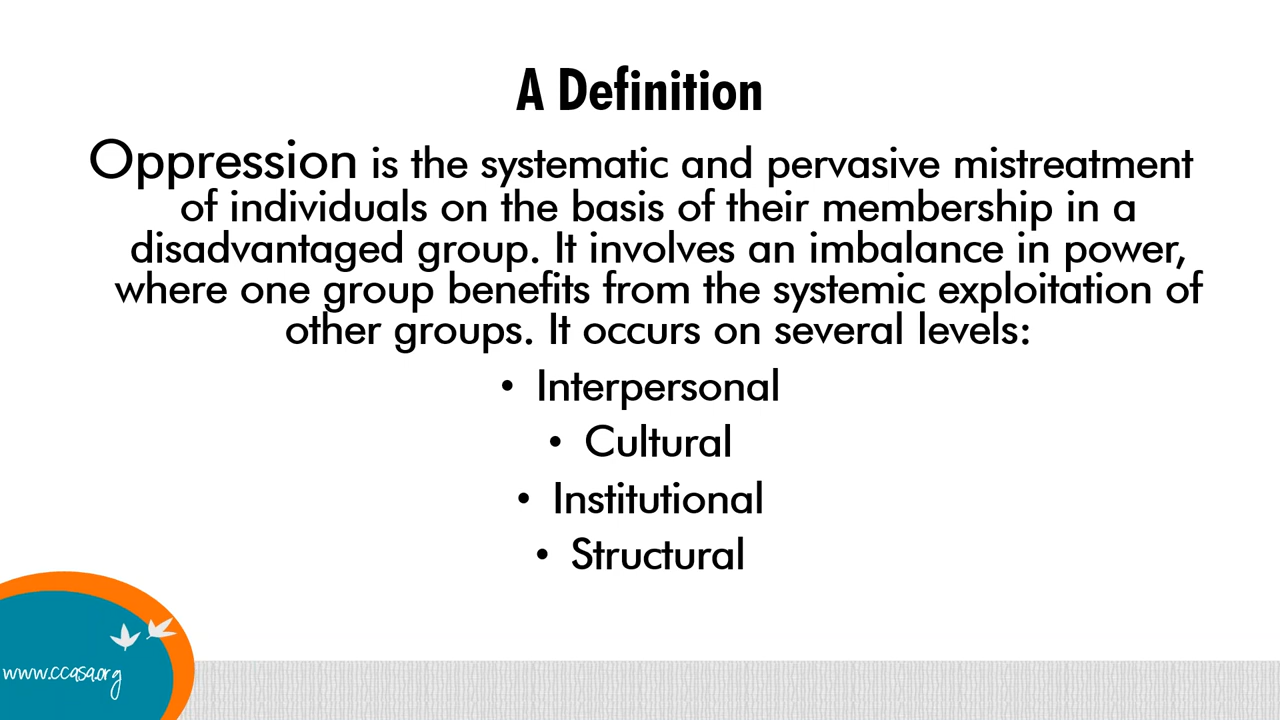 A Definition
Oppression is the systematic and pervasive mistreatment
of individuals on the basis of their membership in a
disadvantaged group. It involves an imbalance in power,
where one group benefits from the systemic exploitation of
other groups. It occurs on several levels:
• Interpersonal
• Cultural
• Institutional
• Structural
www.ccasa.org